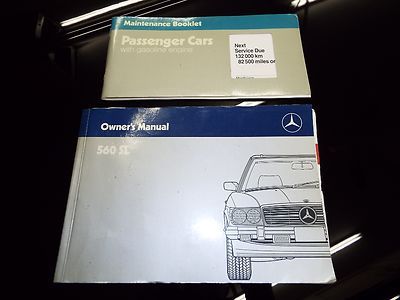 Maintenance Booklet
Passenger Cars
with gasoline engine
Next
Service Due
132 000 km
82 500 miles or
Owner's Manual
560 SL